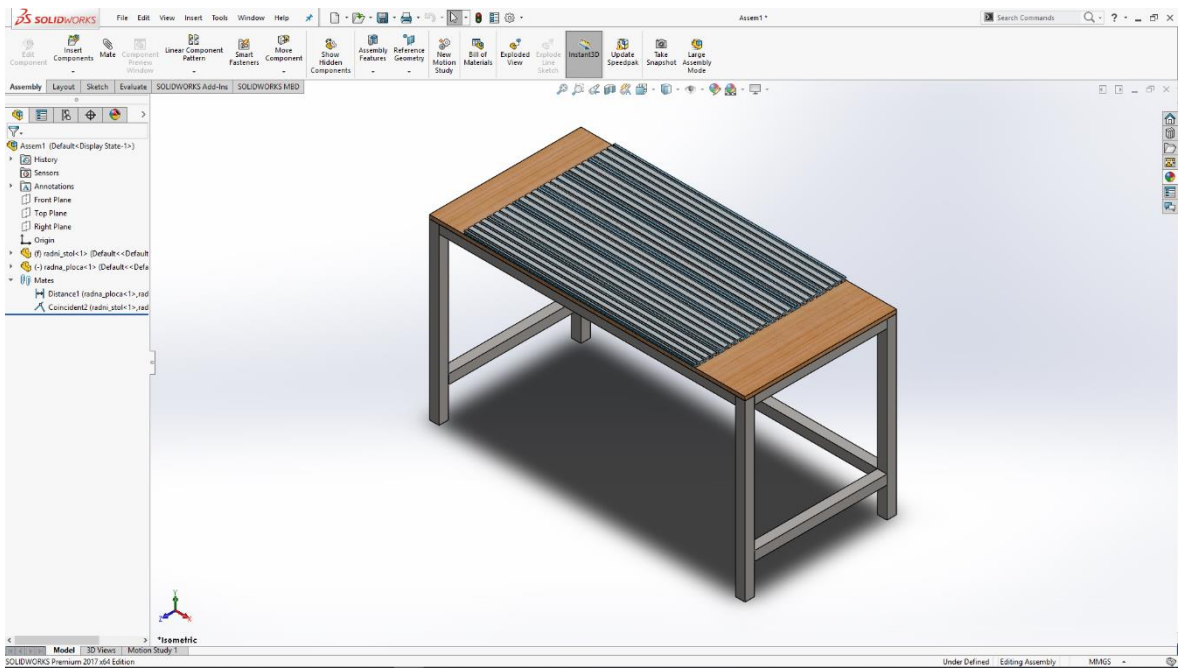 SOLIDWORKS File Edit View Insert Tools Window Help Assem1 * Search Commands
Edit Component
Insert Components
Mate
Component Preview Window
Linear Component Pattern
Smart Fasteners
Move Component
Show Hidden Components
Assembly Features
Reference Geometry
New Motion Study
Bill of Materials
Exploded View
Explode Line Sketch
Instant3D
Update Speedpak
Take Snapshot
Large Assembly Mode
Assembly Layout Sketch Evaluate SOLIDWORKS Add-Ins SOLIDWORKS MBD
Assem1 (Default<Display State-1>)
History
Sensors
Annotations
Front Plane
Top Plane
Right Plane
Origin
(f) radni_stol<1> (Default<<Default
(-) radna_ploca<1> (Default<<Defa
Mates
Distance1 (radna_ploca<1>,rad
Coincident2 (radni_stol<1>,rad
Y
Z X
*Isometric
Model 3D Views Motion Study 1
SOLIDWORKS Premium 2017 x64 Edition Under Defined Editing Assembly MMGS